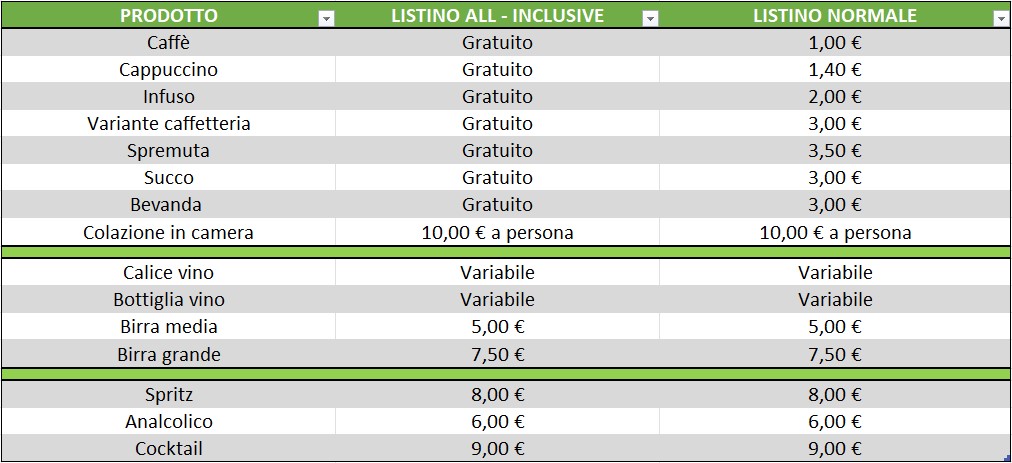 PRODOTTO LISTINO ALL - INCLUSIVE LISTINO NORMALE
Caffè Gratuito 1,00 €
Cappuccino Gratuito 1,40 €
Infuso Gratuito 2,00 €
Variante caffetteria Gratuito 3,00 €
Spremuta Gratuito 3,50 €
Succo Gratuito 3,00 €
Bevanda Gratuito 3,00 €
Colazione in camera 10,00 € a persona 10,00 € a persona
Calice vino Variabile Variabile
Bottiglia vino Variabile Variabile
Birra media 5,00 € 5,00 €
Birra grande 7,50 € 7,50 €
Spritz 8,00 € 8,00 €
Analcolico 6,00 € 6,00 €
Cocktail 9,00 € 9,00 €